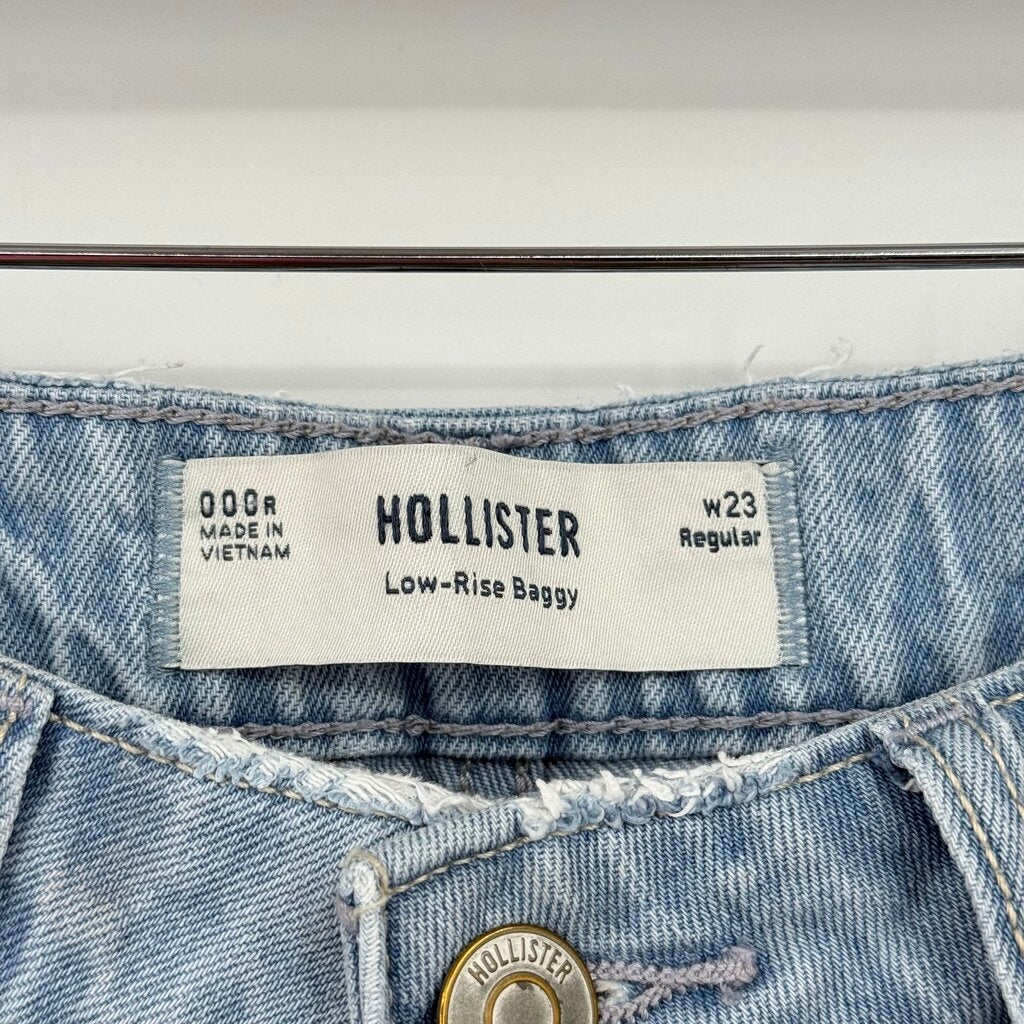 000R
MADE IN
VIETNAM
HOLLISTER
Low-Rise Baggy
W23
Regular
HOLLISTER